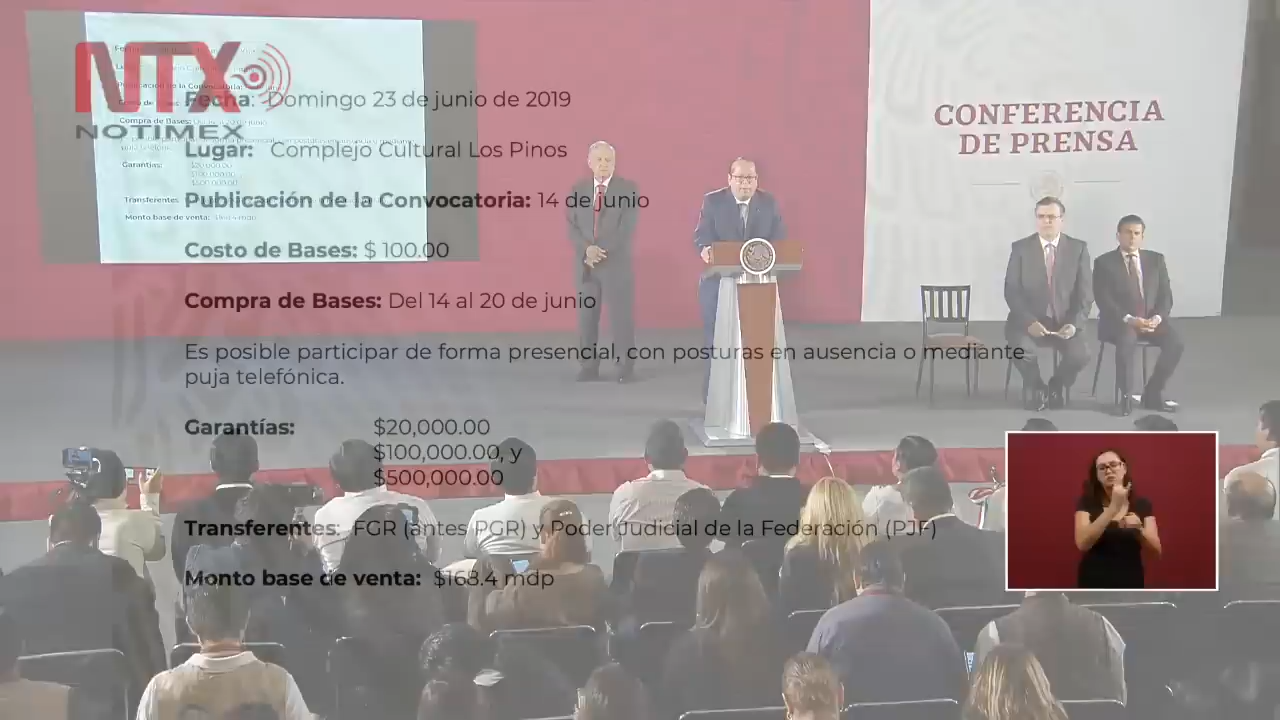 NTX
NOTIMEX
CONFERENCIA
DE PRENSA
Fecha: Domingo 23 de junio de 2019
Lugar: Complejo Cultural Los Pinos
Publicación de la Convocatoria: 14 de junio
Costo de Bases: $ 100.00
Compra de Bases: Del 14 al 20 de junio
Es posible participar de forma presencial, con posturas en ausencia o mediante
puja telefónica.
Garantías: $20,000.00
$100,000.00, y
$500,000.00
Transferentes: FGR (antes PGR) y Poder Judicial de la Federación (PJF)
Monto base de venta: $168.4 mdp